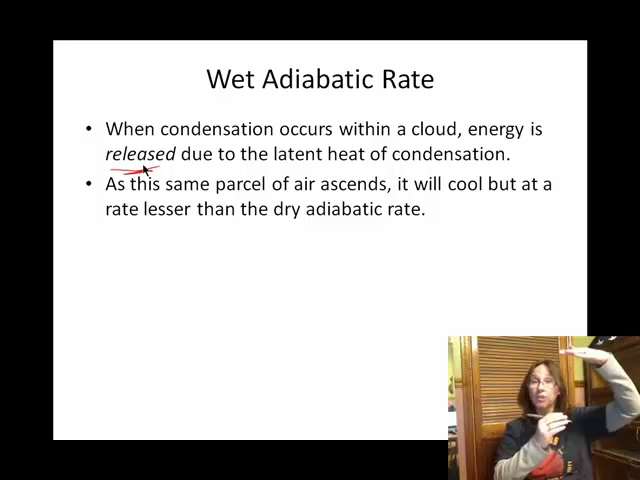 Wet Adiabatic Rate
• When condensation occurs within a cloud, energy is
released due to the latent heat of condensation.
• As this same parcel of air ascends, it will cool but at a
rate lesser than the dry adiabatic rate.